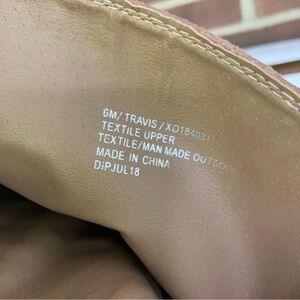 6M/ TRAVIS / XO184031
TEXTILE UPPER
TEXTILE/MAN MADE OUTSOLE
MADE IN CHINA
DiPJUL18